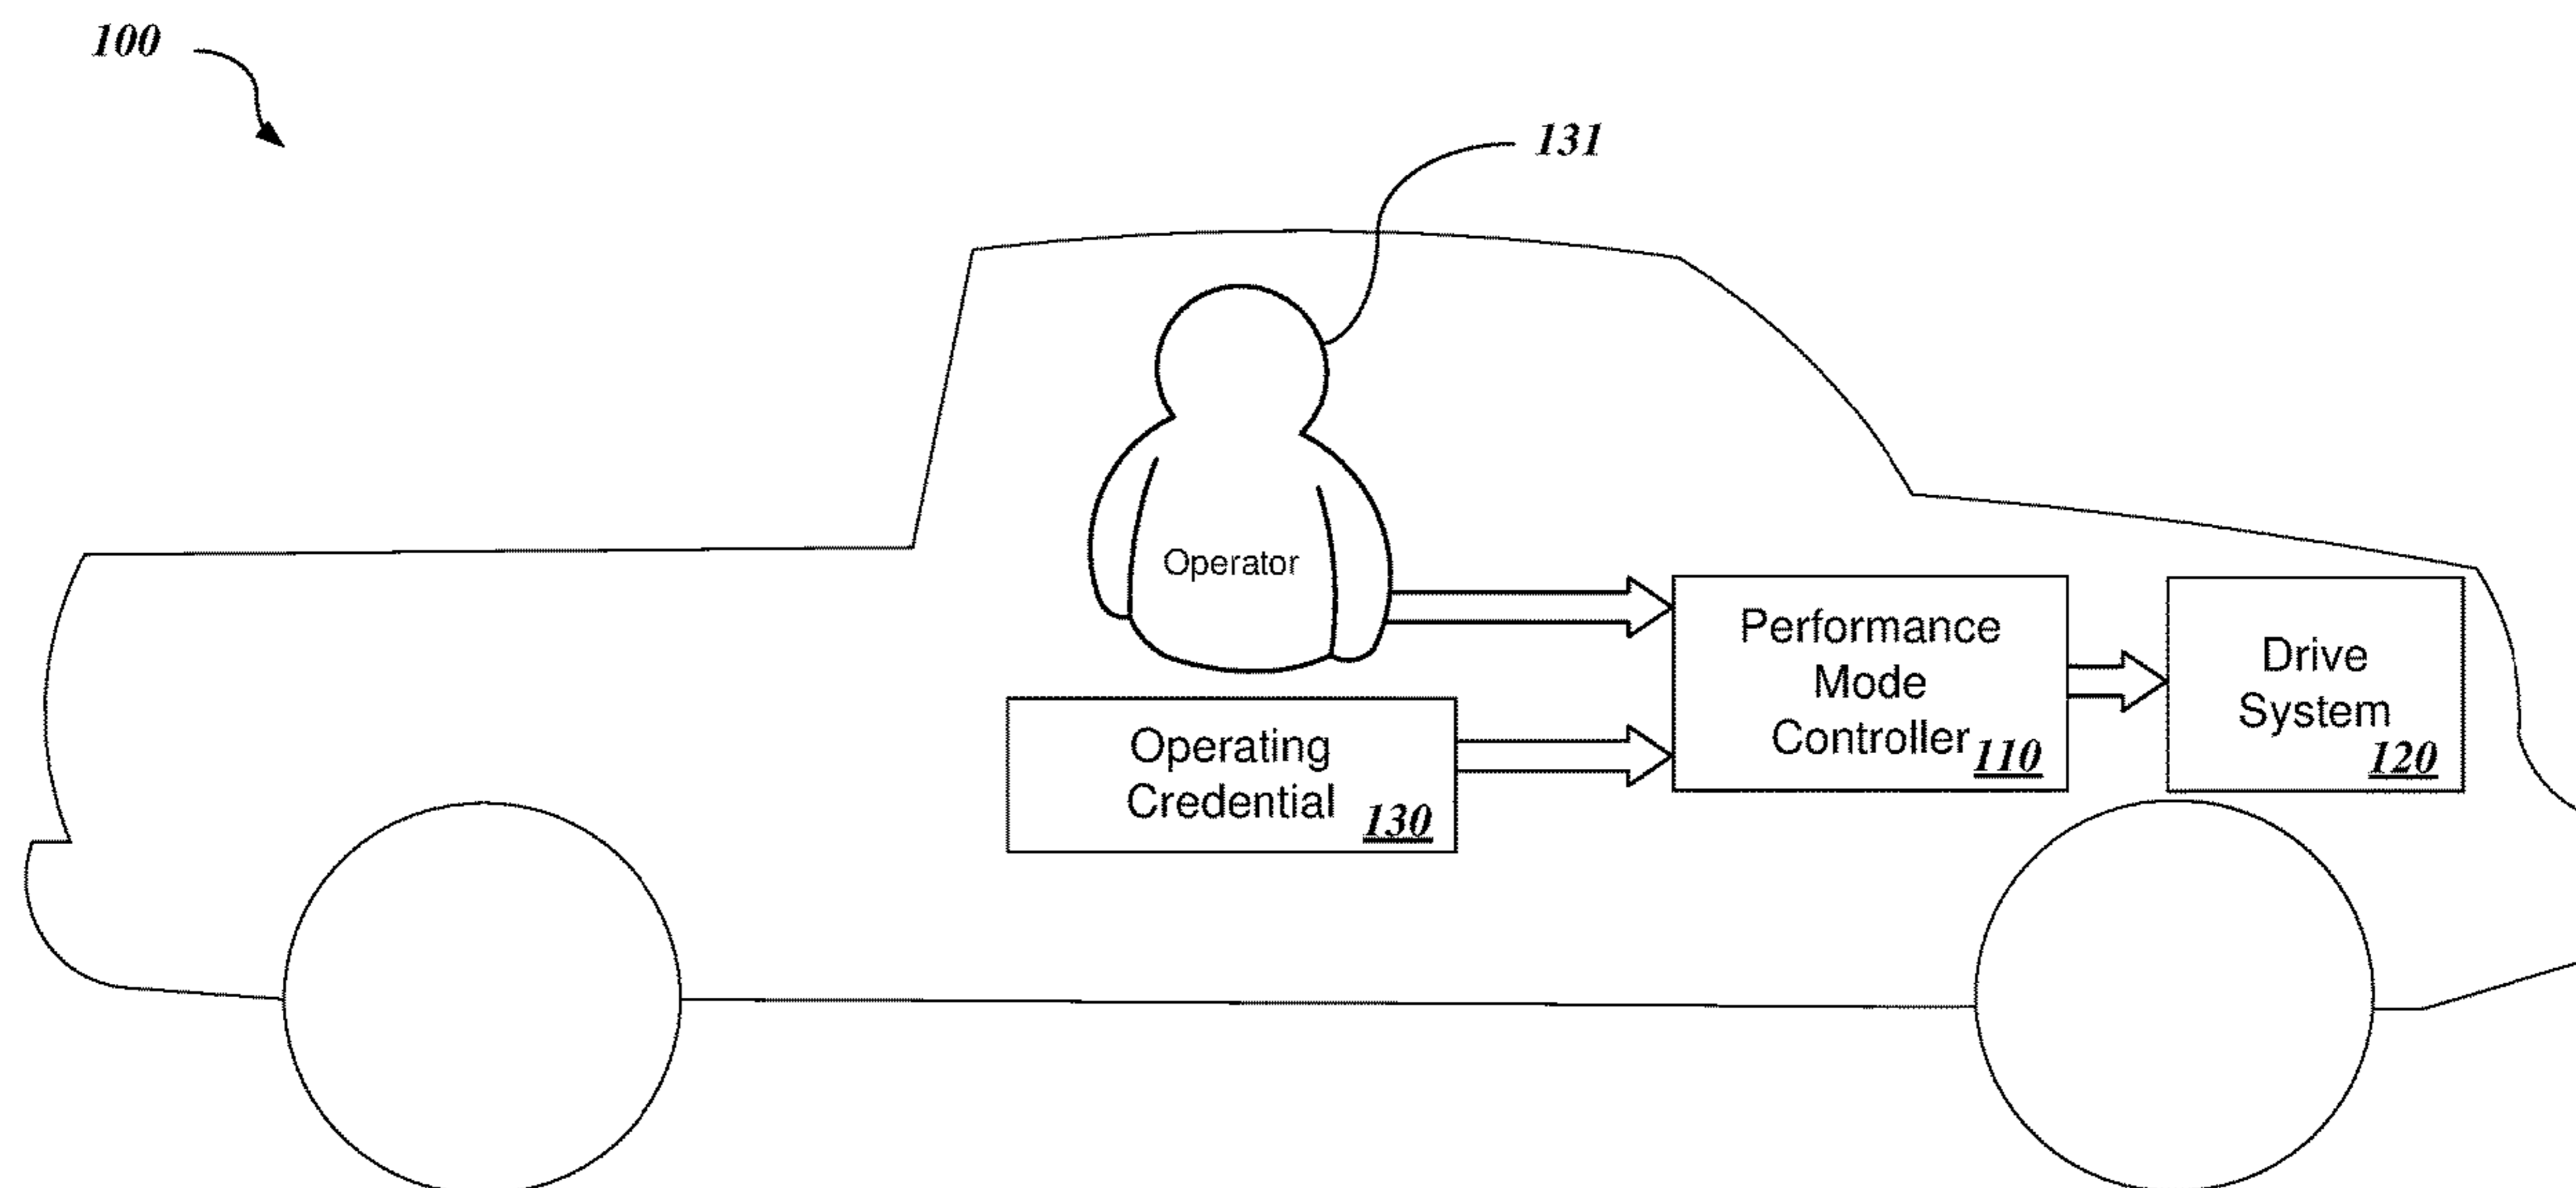 100
131
Operator
Performance
Mode
Controller 110
Drive
System
120
Operating
Credential
130